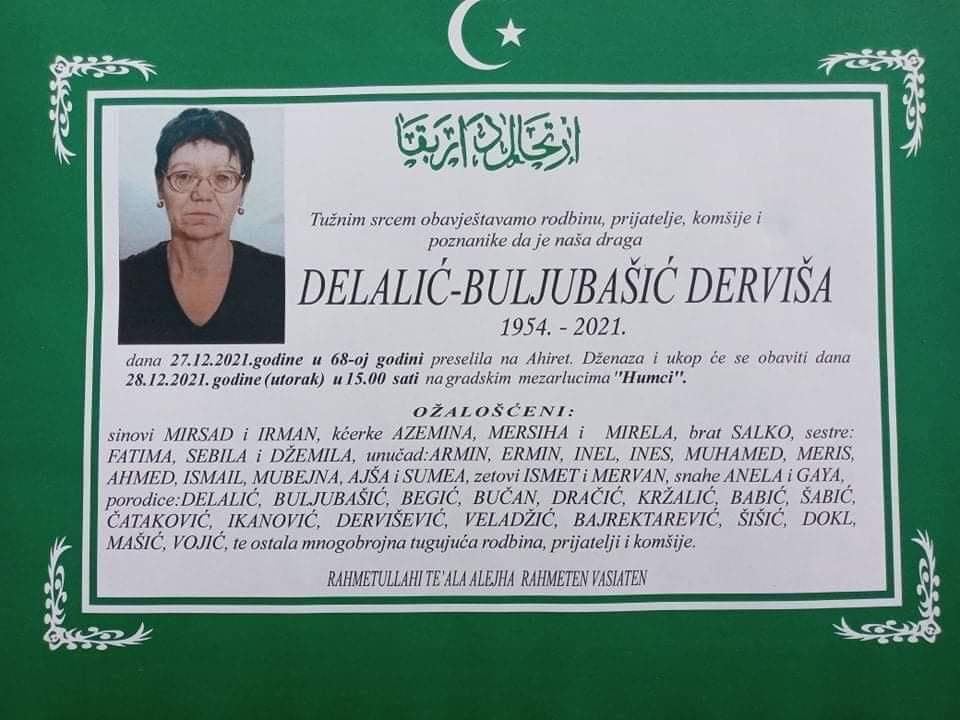 ارتحال دار بقا
Tužnim srcem obavještavamo rodbinu, prijatelje, komšije i
poznanike da je naša draga
DELALIĆ-BULJUBAŠIĆ DERVIŠA
1954. - 2021.
dana 27.12.2021.godine u 68-oj godini preselila na Ahiret. Dženaza i ukop će se obaviti dana
28.12.2021. godine (utorak) u 15.00 sati na gradskim mezarlucima "Humci".
OŽALOŠĆENI:
sinovi MIRSAD i IRMAN, kćerke AZEMINA, MERSIHA i MIRELA, brat SALKO, sestre:
FATIMA, SEBILA i DŽEMILA, unučad:ARMIN, ERMIN, INEL, INES, MUHAMED, MERIS,
AHMED, ISMAIL, MUBEJNA, AJŠA i SUMEA, zetovi ISMET i MERVAN, snahe ANELA i GAYA,
porodice:DELALIĆ, BULJUBAŠIĆ, BEGIĆ, BUČAN, DRAČIĆ, KRŽALIĆ, BABIĆ, ŠABIĆ,
ČATAKOVIĆ, IKANOVIĆ, DERVIŠEVIĆ, VELADŽIĆ, BAJREKTAREVIĆ, ŠIŠIĆ, DOKL,
MAŠIĆ, VOJIĆ, te ostala mnogobrojna tugujuća rodbina, prijatelji i komšije.
RAHMETULLAHI TE'ALA ALEJHA RAHMETEN VASIATEN